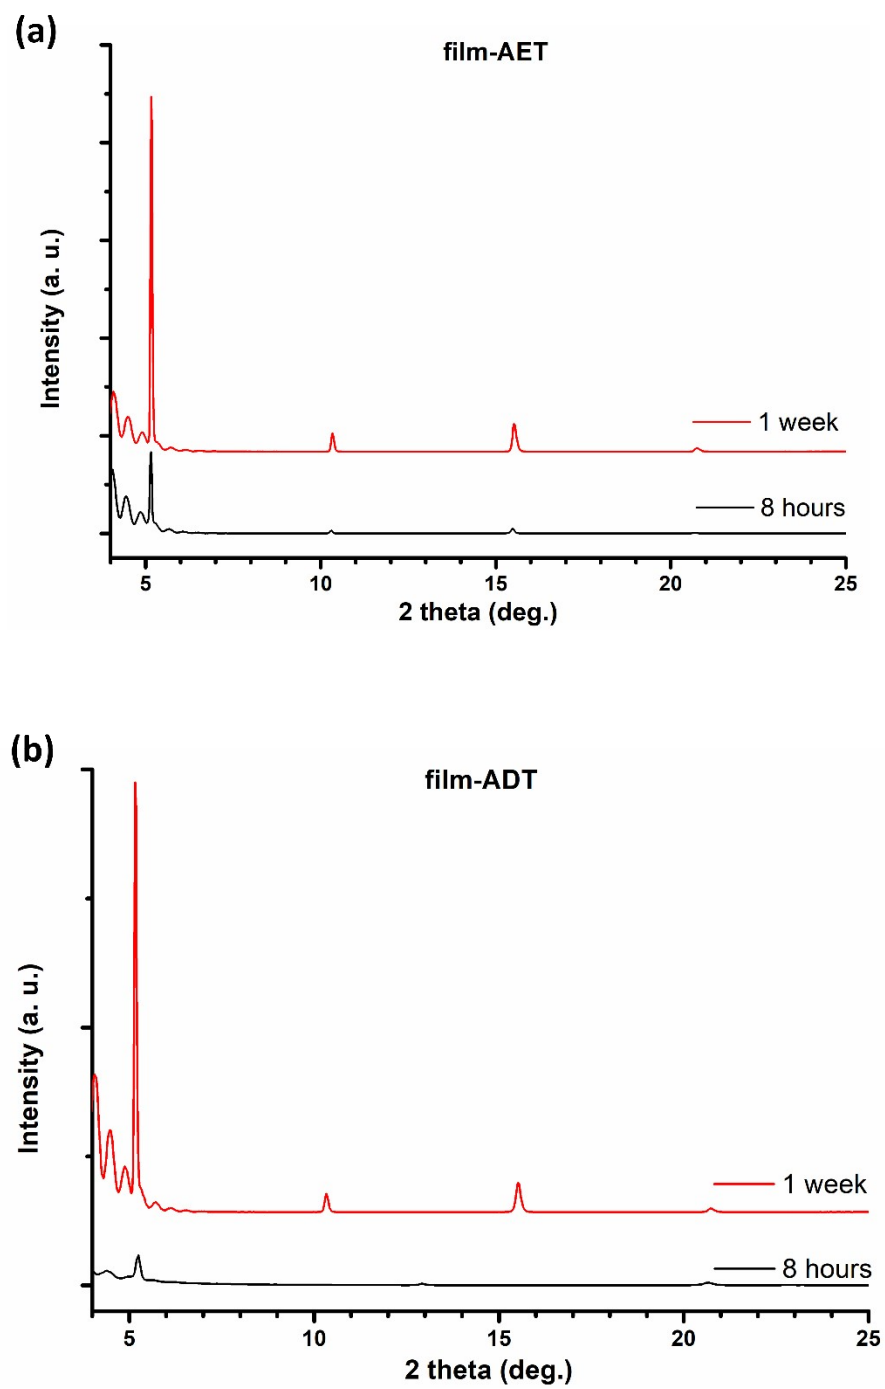 (a)
film-AET
Intensity (a. u.)
1 week
8 hours
5 10 15 20 25
2 theta (deg.)
(b)
film-ADT
Intensity (a. u.)
1 week
8 hours
5 10 15 20 25
2 theta (deg.)